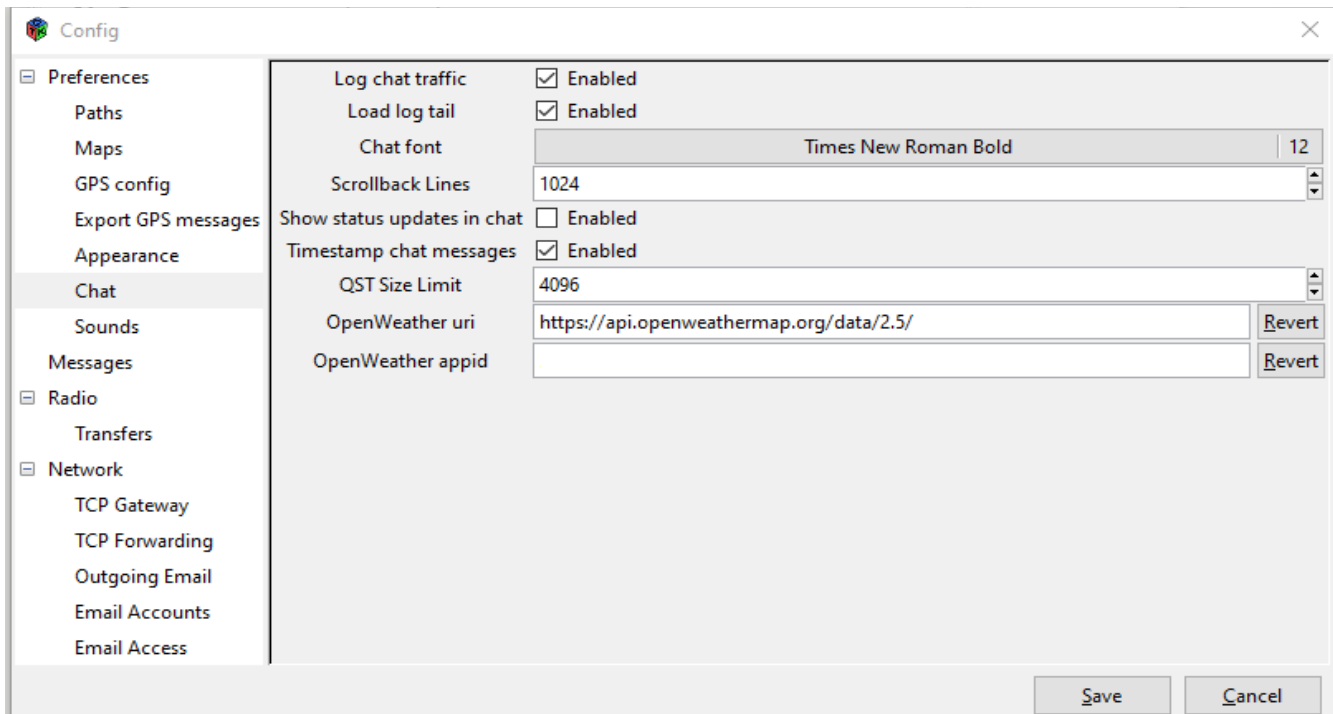 Config
Preferences
Paths
Maps
GPS config
Export GPS messages
Appearance
Chat
Sounds
Messages
Radio
Transfers
Network
TCP Gateway
TCP Forwarding
Outgoing Email
Email Accounts
Email Access
Log chat traffic Enabled
Load log tail Enabled
Chat font Times New Roman Bold 12
Scrollback Lines 1024
Show status updates in chat Enabled
Timestamp chat messages Enabled
QST Size Limit 4096
OpenWeather uri https://api.openweathermap.org/data/2.5/ Revert
OpenWeather appid Revert
Save Cancel